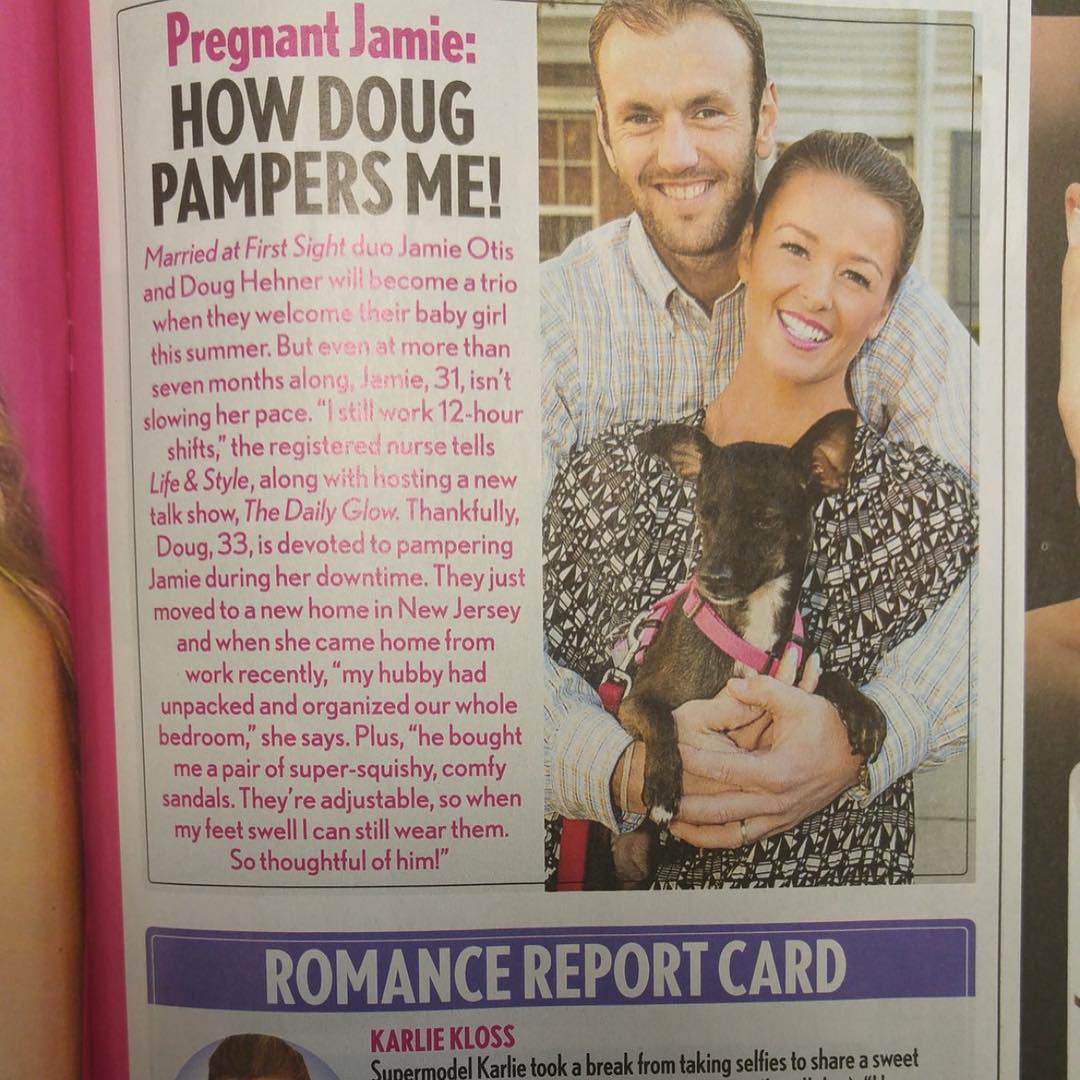 Pregnant Jamie:
HOW DOUG
PAMPERS ME!
Married at First Sight duo Jamie Otis
and Doug Hehner will become a trio
when they welcome their baby girl
this summer. But even at more than
seven months along, Jamie, 31, isn't
slowing her pace. “I still work 12-hour
shifts,” the registered nurse tells
Life & Style, along with hosting a new
talk show, The Daily Glow. Thankfully,
Doug, 33, is devoted to pampering
Jamie during her downtime. They just
moved to a new home in New Jersey
and when she came home from
work recently, “my hubby had
unpacked and organized our whole
bedroom,” she says. Plus, “he bought
me a pair of super-squishy, comfy
sandals. They're adjustable, so when
my feet swell I can still wear them.
So thoughtful of him!”
ROMANCE REPORT CARD
KARLIE KLOSS
Supermodel Karlie took a break from taking selfies to share a sweet